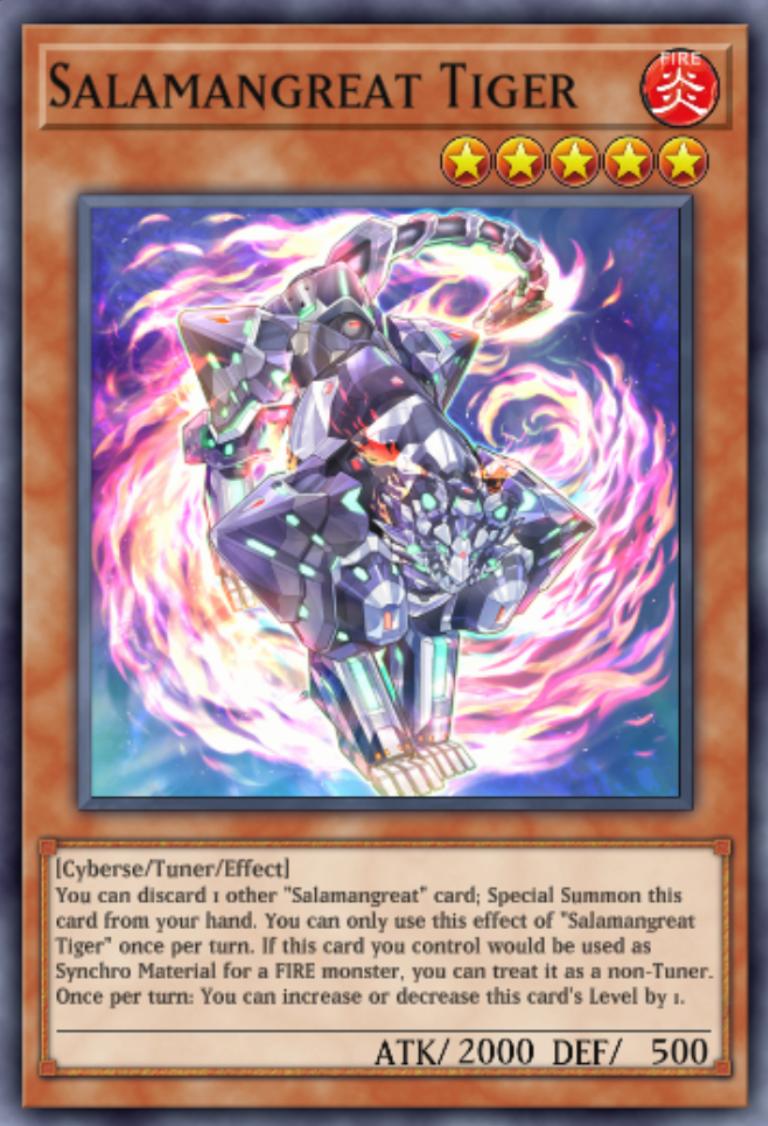 Salamangreat Tiger
FIRE
炎
[Cyberse/Tuner/Effect]
You can discard 1 other "Salamangreat" card; Special Summon this
card from your hand. You can only use this effect of "Salamangreat
Tiger" once per turn. If this card you control would be used as
Synchro Material for a FIRE monster, you can treat it as a non-Tuner.
Once per turn: You can increase or decrease this card's Level by 1.
ATK/ 2000 DEF/ 500